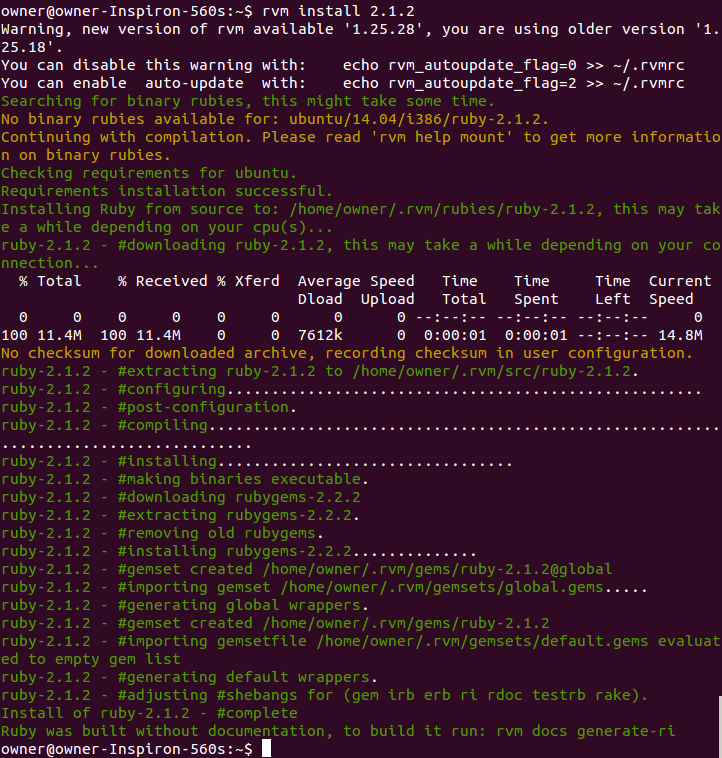 owner@owner-Inspiron-560s:~$ rvm install 2.1.2
Warning, new version of rvm available '1.25.28', you are using older version '1.
25.18'.
You can disable this warning with:    echo rvm_autoupdate_flag=0 >> ~/.rvmrc
You can enable  auto-update  with:    echo rvm_autoupdate_flag=2 >> ~/.rvmrc
Searching for binary rubies, this might take some time.
No binary rubies available for: ubuntu/14.04/i386/ruby-2.1.2.
Continuing with compilation. Please read 'rvm help mount' to get more informatio
n on binary rubies.
Checking requirements for ubuntu.
Requirements installation successful.
Installing Ruby from source to: /home/owner/.rvm/rubies/ruby-2.1.2, this may tak
e a while depending on your cpu(s)...
ruby-2.1.2 - #downloading ruby-2.1.2, this may take a while depending on your co
nnection...
  % Total    % Received % Xferd  Average Speed   Time    Time     Time  Current
                                 Dload  Upload   Total   Spent    Left  Speed
  0     0    0     0    0     0      0      0 --:--:-- --:--:-- --:--:--     0
100 11.4M  100 11.4M    0     0  7612k      0  0:00:01  0:00:01 --:--:-- 14.8M
No checksum for downloaded archive, recording checksum in user configuration.
ruby-2.1.2 - #extracting ruby-2.1.2 to /home/owner/.rvm/src/ruby-2.1.2.
ruby-2.1.2 - #configuring.....................................................
ruby-2.1.2 - #post-configuration.
ruby-2.1.2 - #compiling.........................................................
............................
ruby-2.1.2 - #installing.................................
ruby-2.1.2 - #making binaries executable.
ruby-2.1.2 - #downloading rubygems-2.2.2
ruby-2.1.2 - #extracting rubygems-2.2.2.
ruby-2.1.2 - #removing old rubygems.
ruby-2.1.2 - #installing rubygems-2.2.2..............
ruby-2.1.2 - #gemset created /home/owner/.rvm/gems/ruby-2.1.2@global
ruby-2.1.2 - #importing gemset /home/owner/.rvm/gemsets/global.gems.....
ruby-2.1.2 - #generating global wrappers.
ruby-2.1.2 - #gemset created /home/owner/.rvm/gems/ruby-2.1.2
ruby-2.1.2 - #importing gemsetfile /home/owner/.rvm/gemsets/default.gems evaluat
ed to empty gem list
ruby-2.1.2 - #generating default wrappers.
ruby-2.1.2 - #adjusting #shebangs for (gem irb erb ri rdoc testrb rake).
Install of ruby-2.1.2 - #complete
Ruby was built without documentation, to build it run: rvm docs generate-ri
owner@owner-Inspiron-560s:~$